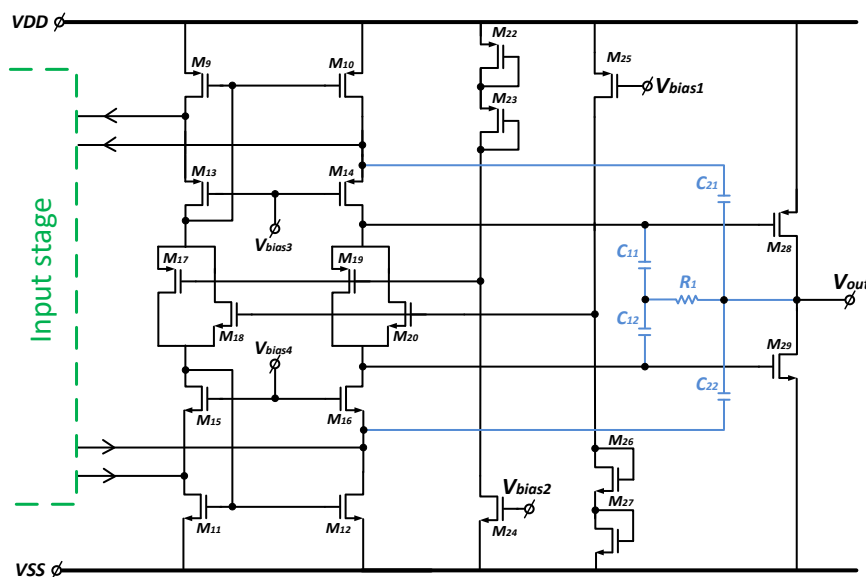 VDD
M22
M9
M10
M25
Vbias1
M23
M13
M14
C21
Vbias3
M28
M17
M19
C11
R1
Vout
Input stage
C12
M18
M20
M29
Vbias4
C22
M15
M16
M26
Vbias2
M27
M11
M12
M24
VSS